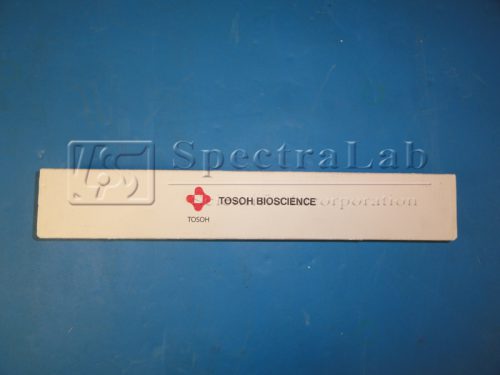 SpectraLab
TOSOH BIOSCIENCE
Corporation
TOSOH